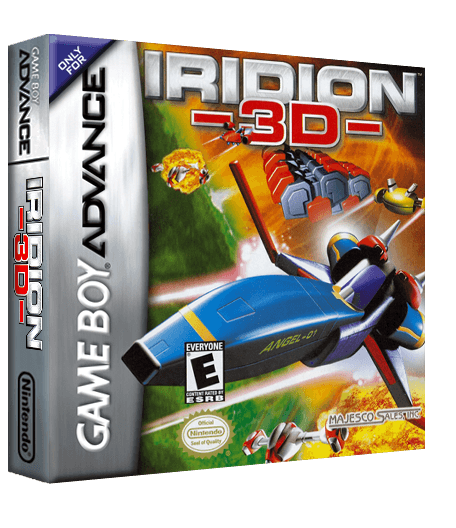 GAME BOY
ADVANCE
IRIDION
-3D-
Nintendo®
ONLY
FOR
GAME BOY® ADVANCE
IRIDION™
-3D-
ANGEL-01
EVERYONE
E
CONTENT RATED BY
ESRB
Official
Nintendo
Seal of Quality
MAJESCO SALES INC